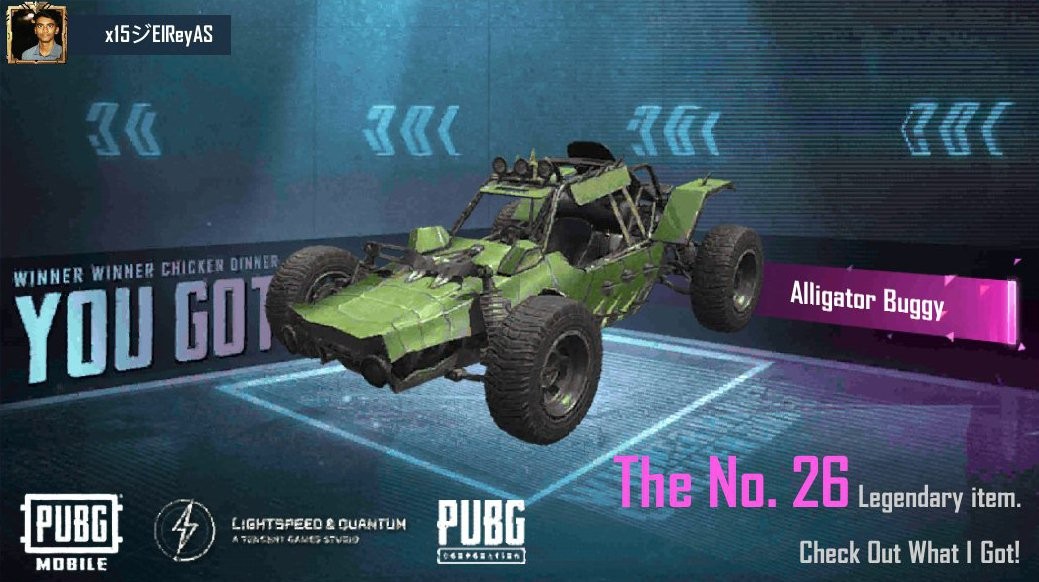 x15ジElReyAS
WINNER WINNER CHICKEN DINNER
YOU GOT
Alligator Buggy
The No. 26 Legendary item.
Check Out What I Got!
PUBG
MOBILE
LIGHTSPEED & QUANTUM
A TENCENT GAMES STUDIO
PUBG
CORPORATION